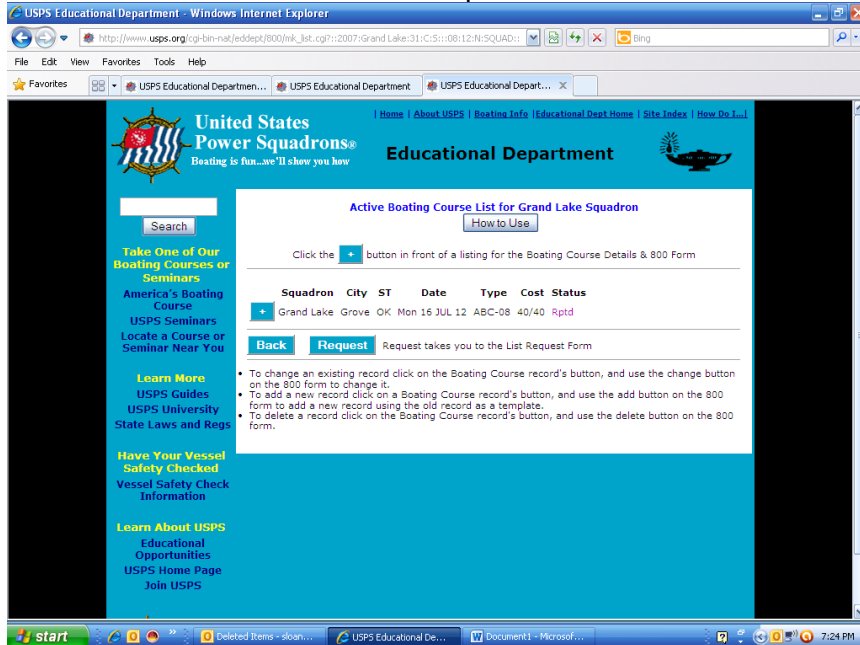 USPS Educational Department - Windows Internet Explorer
http://www.usps.org/cgi-bin-nat/eddept/800/mk_list.cgi?::2007:Grand Lake:31:C:5:::08:12:N:SQUAD::
Bing
File Edit View Favorites Tools Help
Favorites
USPS Educational Departmen...
USPS Educational Department
USPS Educational Depart... X
United States
Power Squadrons®
Boating is fun...we'll show you how
| Home | About USPS | Boating Info |Educational Dept Home | Site Index | How Do I...|
Educational Department
Search
Take One of Our
Boating Courses or
Seminars
America's Boating
Course
USPS Seminars
Locate a Course or
Seminar Near You
Learn More
USPS Guides
USPS University
State Laws and Regs
Have Your Vessel
Safety Checked
Vessel Safety Check
Information
Learn About USPS
Educational
Opportunities
USPS Home Page
Join USPS
Active Boating Course List for Grand Lake Squadron
How to Use
Click the + button in front of a listing for the Boating Course Details & 800 Form
Squadron City ST Date Type Cost Status
+ Grand Lake Grove OK Mon 16 JUL 12 ABC-08 40/40 Rptd
Back Request Request takes you to the List Request Form
• To change an existing record click on the Boating Course record's button, and use the change button
on the 800 form to change it.
• To add a new record click on a Boating Course record's button, and use the add button on the 800
form to add a new record using the old record as a template.
• To delete a record click on the Boating Course record's button, and use the delete button on the 800
form.
start
Deleted Items - sloan...
USPS Educational De...
Document1 - Microsof...
7:24 PM